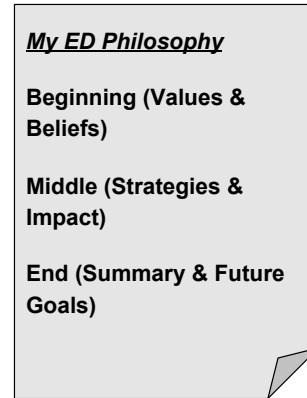 My ED Philosophy
Beginning (Values &
Beliefs)
Middle (Strategies &
Impact)
End (Summary & Future
Goals)